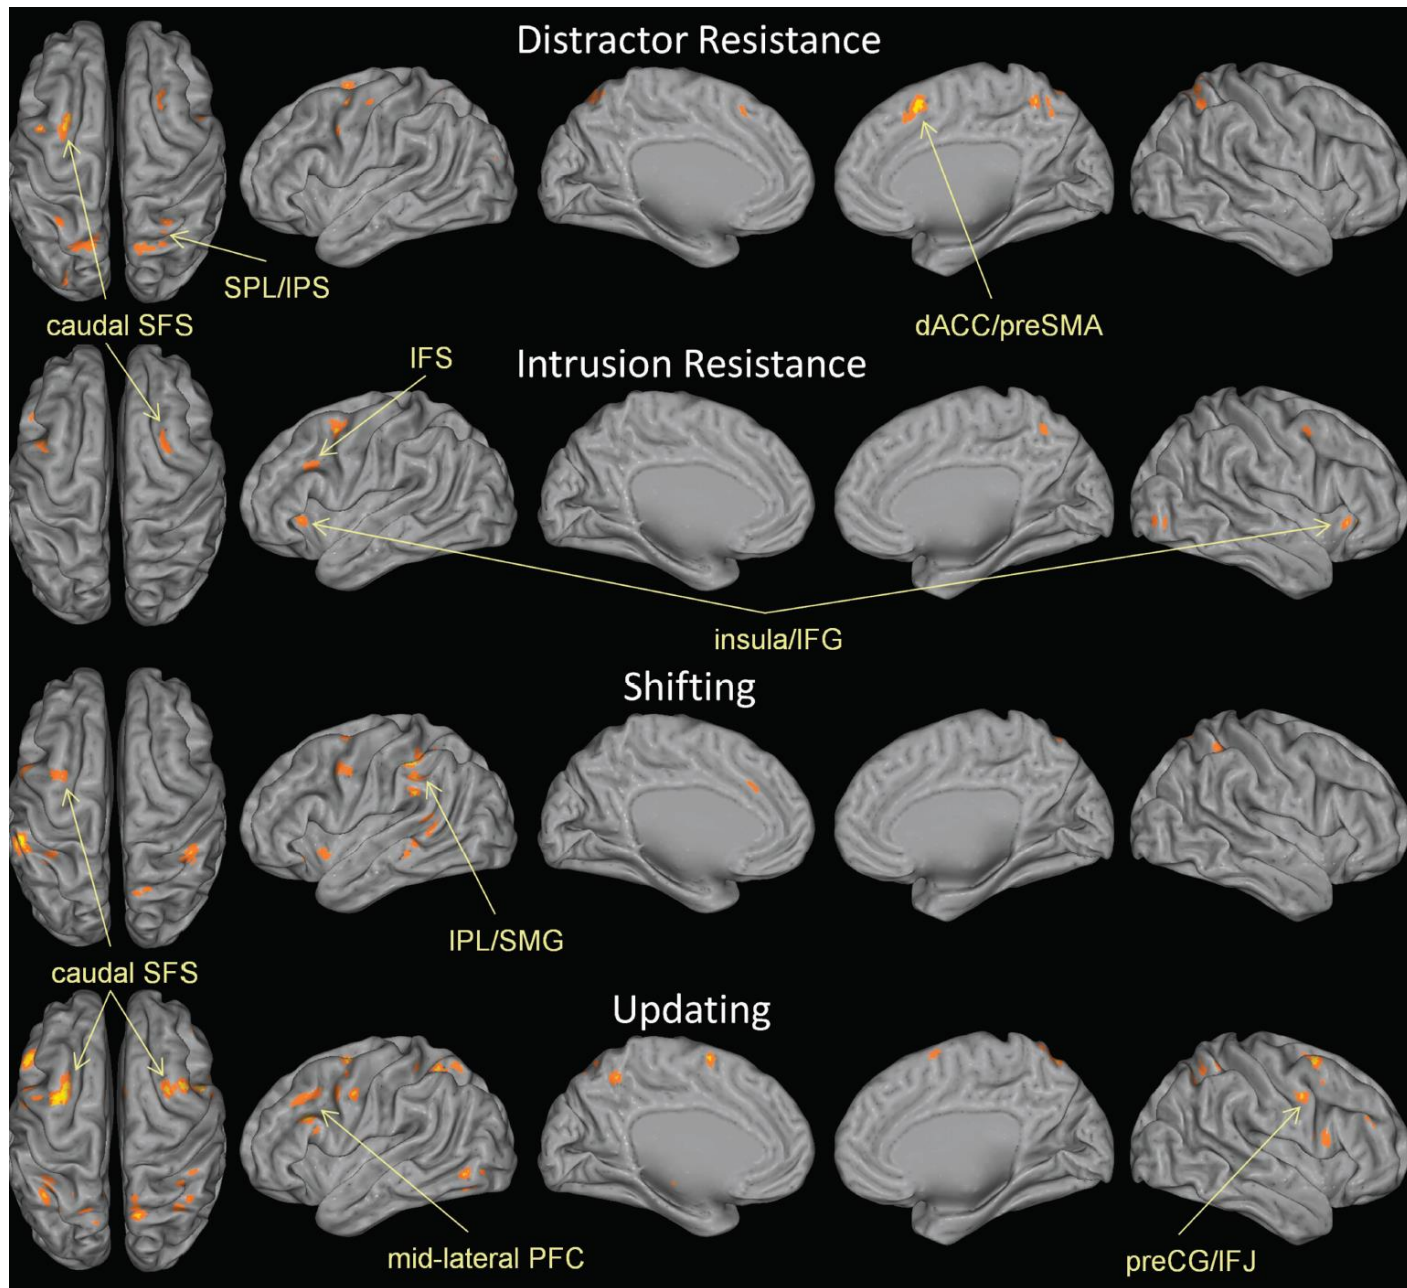 Distractor Resistance
SPL/IPS
caudal SFS
dACC/preSMA
IFS
Intrusion Resistance
insula/IFG
Shifting
IPL/SMG
caudal SFS
Updating
mid-lateral PFC
preCG/IFJ